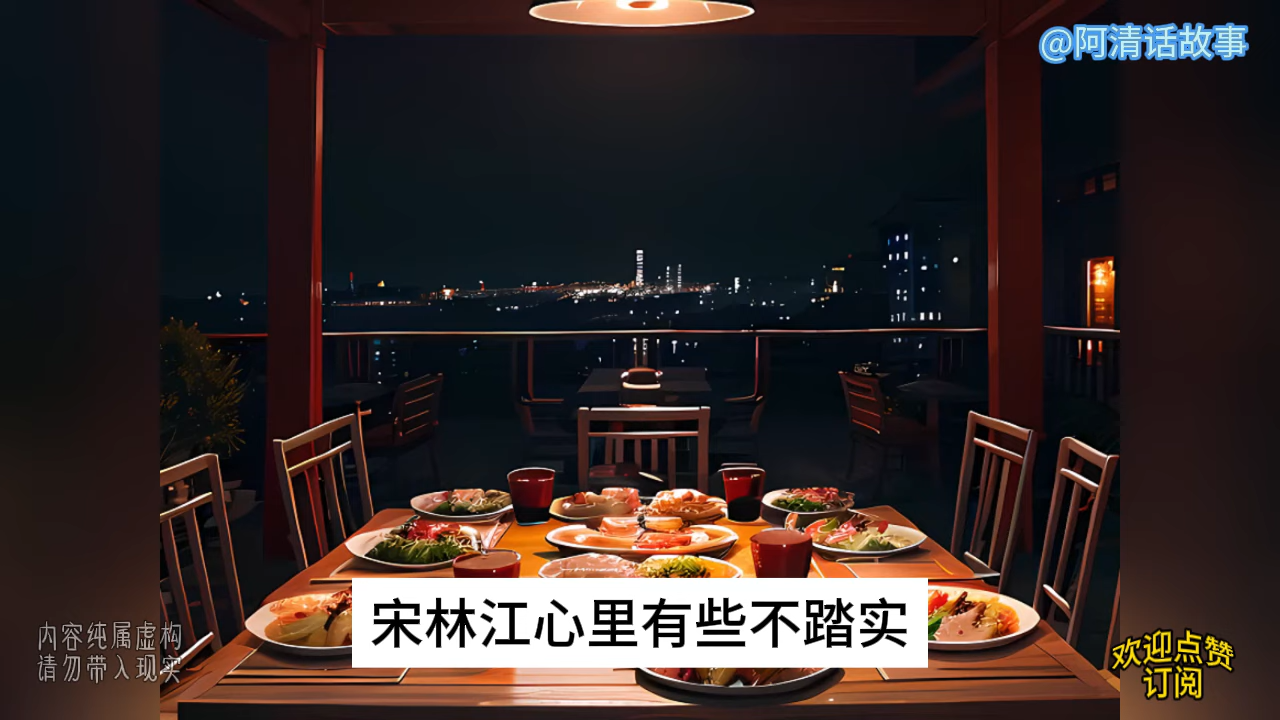 @阿清话故事
宋林江心里有些不踏实
内容纯属虚构
请勿带入现实
欢迎点赞
订阅